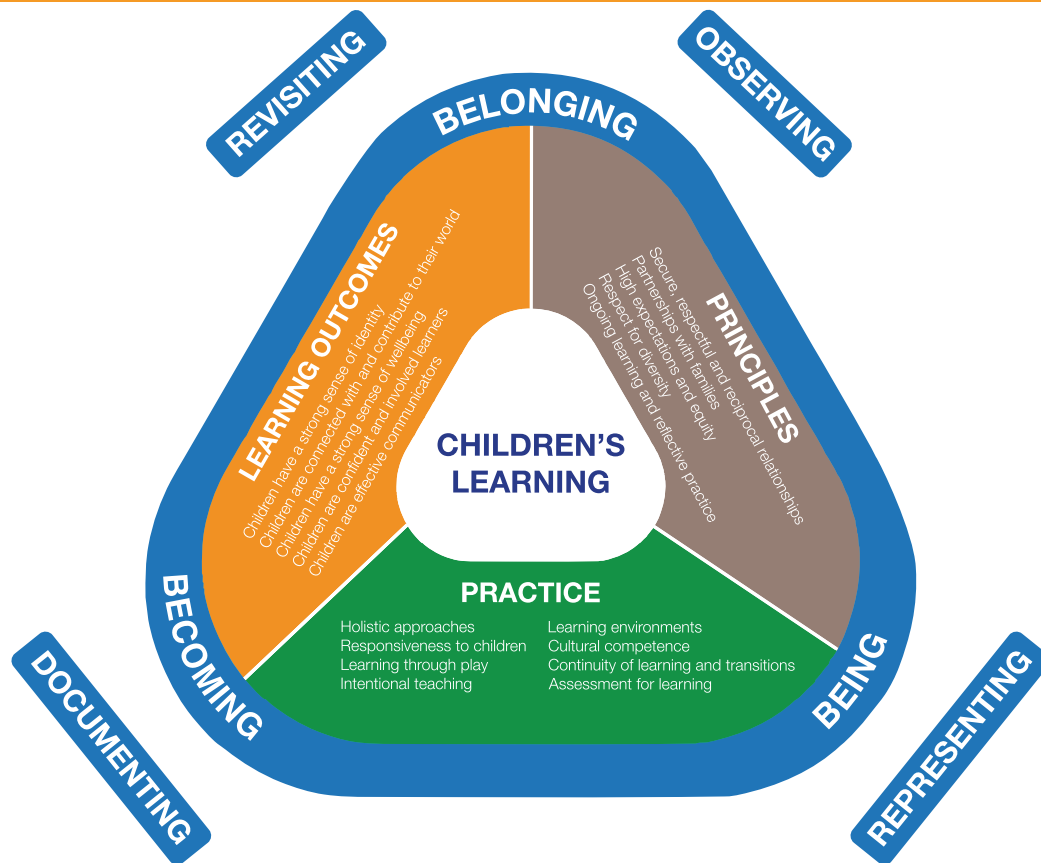 REVISITING
OBSERVING
BELONGING
LEARNING OUTCOMES
Children have a strong sense of identity
Children are connected with and contribute to their world
Children have a strong sense of wellbeing
Children are confident and involved learners
Children are effective communicators
PRINCIPLES
Secure, respectful and reciprocal relationships
Partnerships with families
High expectations and equity
Respect for diversity
Ongoing learning and reflective practice
CHILDREN’S
LEARNING
PRACTICE
Holistic approaches
Responsiveness to children
Learning through play
Intentional teaching
Learning environments
Cultural competence
Continuity of learning and transitions
Assessment for learning
BECOMING
BEING
DOCUMENTING
REPRESENTING